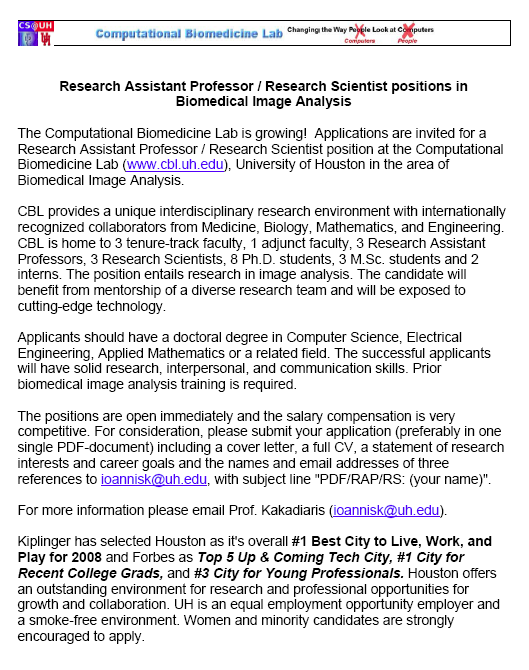 CS@UH
Computational Biomedicine Lab
Changing the Way People Look at Computers
Computers People
Research Assistant Professor / Research Scientist positions in
Biomedical Image Analysis
The Computational Biomedicine Lab is growing!  Applications are invited for a
Research Assistant Professor / Research Scientist position at the Computational
Biomedicine Lab (www.cbl.uh.edu), University of Houston in the area of
Biomedical Image Analysis.
CBL provides a unique interdisciplinary research environment with internationally
recognized collaborators from Medicine, Biology, Mathematics, and Engineering.
CBL is home to 3 tenure-track faculty, 1 adjunct faculty, 3 Research Assistant
Professors, 3 Research Scientists, 8 Ph.D. students, 3 M.Sc. students and 2
interns. The position entails research in image analysis. The candidate will
benefit from mentorship of a diverse research team and will be exposed to
cutting-edge technology.
Applicants should have a doctoral degree in Computer Science, Electrical
Engineering, Applied Mathematics or a related field. The successful applicants
will have solid research, interpersonal, and communication skills. Prior
biomedical image analysis training is required.
The positions are open immediately and the salary compensation is very
competitive. For consideration, please submit your application (preferably in one
single PDF-document) including a cover letter, a full CV, a statement of research
interests and career goals and the names and email addresses of three
references to ioannisk@uh.edu, with subject line "PDF/RAP/RS: (your name)".
For more information please email Prof. Kakadiaris (ioannisk@uh.edu).
Kiplinger has selected Houston as it's overall #1 Best City to Live, Work, and
Play for 2008 and Forbes as Top 5 Up & Coming Tech City, #1 City for
Recent College Grads, and #3 City for Young Professionals. Houston offers
an outstanding environment for research and professional opportunities for
growth and collaboration. UH is an equal employment opportunity employer and
a smoke-free environment. Women and minority candidates are strongly
encouraged to apply.